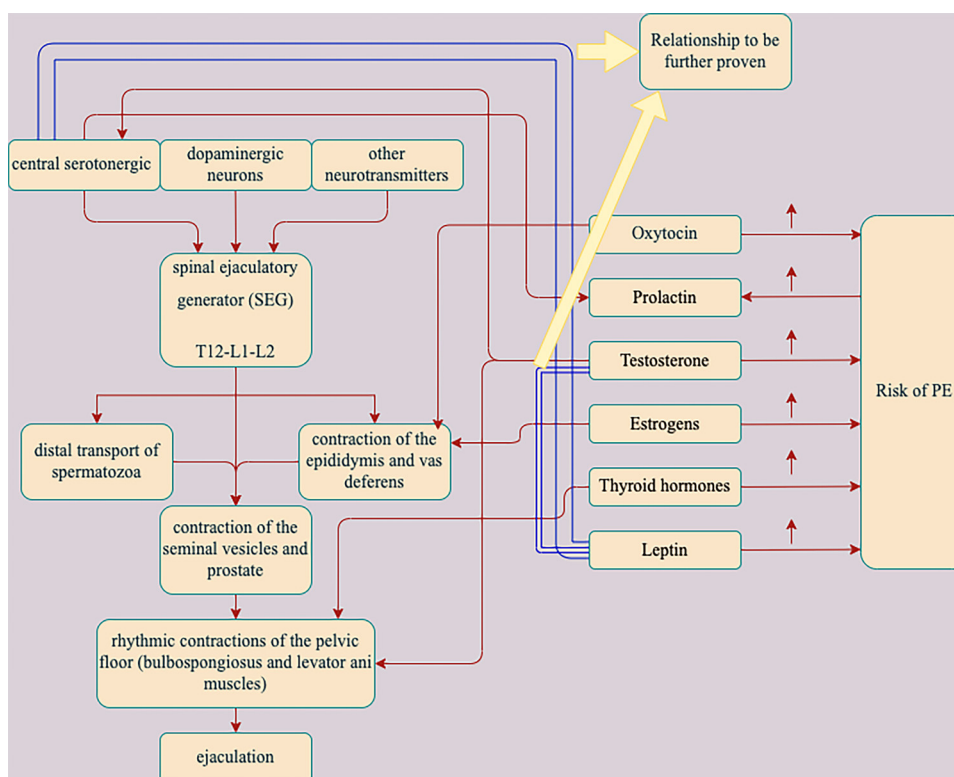 Relationship to be
further proven
central serotonergic
dopaminergic
neurons
other
neurotransmitters
spinal ejaculatory
generator (SEG)
T12-L1-L2
distal transport of
spermatozoa
contraction of the
epididymis and vas
deferens
contraction of the
seminal vesicles and
prostate
rhythmic contractions of the pelvic
floor (bulbospongiosus and levator ani
muscles)
ejaculation
Oxytocin
Prolactin
Testosterone
Estrogens
Thyroid hormones
Leptin
Risk of PE